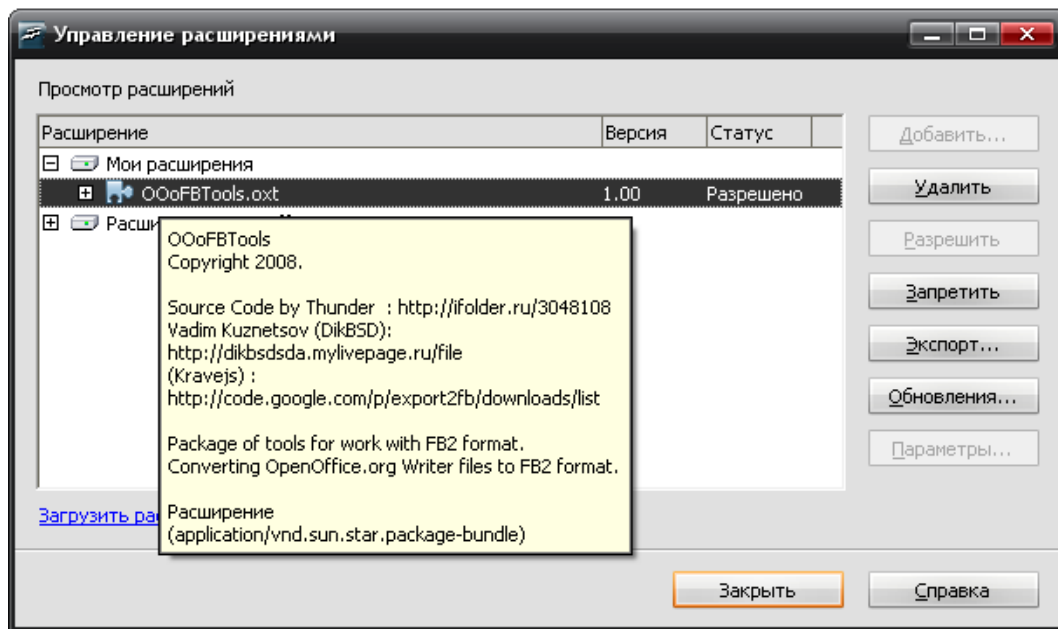 Управление расширениями
Просмотр расширений
Расширение Версия Статус
Мои расширения
OOoFBTools.oxt 1.00 Разрешено
OOoFBTools
Copyright 2008.
Source Code by Thunder : http://ifolder.ru/3048108
Vadim Kuznetsov (DikBSD):
http://dikbsdsda.mylivepage.ru/file
(Kravejs) :
http://code.google.com/p/export2fb/downloads/list
Package of tools for work with FB2 format.
Converting OpenOffice.org Writer files to FB2 format.
Расширение
(application/vnd.sun.star.package-bundle)
Загрузить
Добавить...
Удалить
Разрешить
Запретить
Экспорт...
Обновления...
Параметры...
Закрыть
Справка